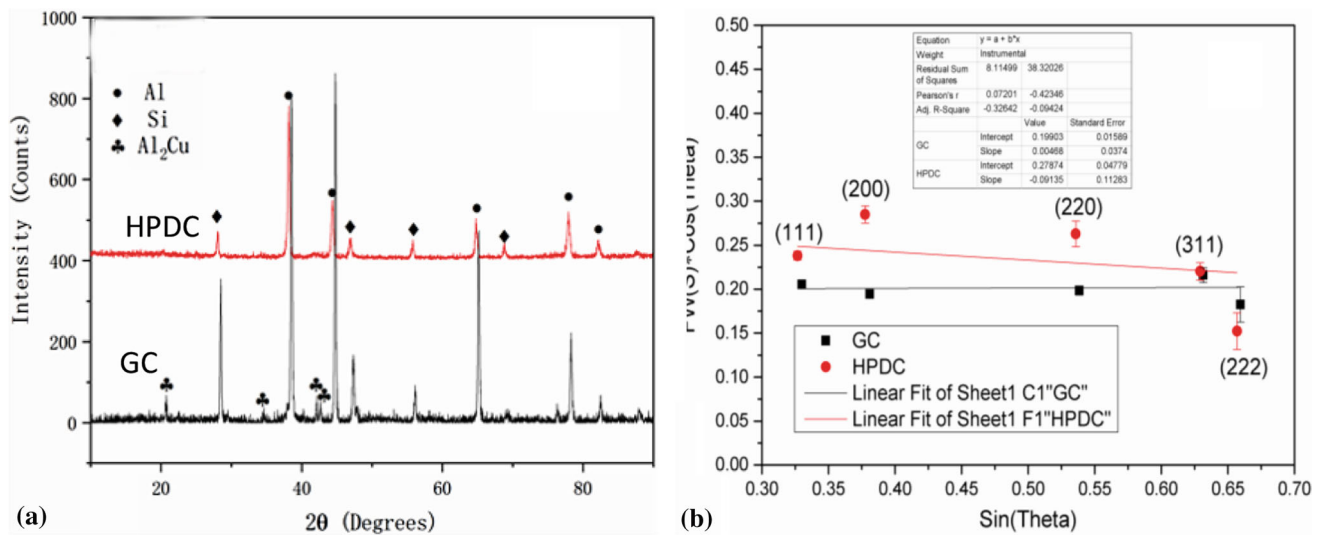 1000
800
600
400
200
0
Intensity (Counts)
Al
Si
Al₂Cu
HPDC
GC
20
40
60
80
2θ (Degrees)
(a)
0.50
0.45
0.40
0.35
0.30
0.25
0.20
0.15
0.10
0.05
0.00
FW(S)*Cos(Theta)
Equation y = a + b*x
Weight Instrumental
Residual Sum of Squares 8.11499 38.32026
Pearson's r 0.07201 -0.42346
Adj. R-Square -0.32642 -0.09424
Value Standard Error
GC Intercept 0.19903 0.01589
Slope 0.00468 0.0374
HPDC Intercept 0.27874 0.04779
Slope -0.09135 0.11283
(111)
(200)
(220)
(311)
(222)
GC
HPDC
Linear Fit of Sheet1 C1"GC"
Linear Fit of Sheet1 F1"HPDC"
0.30 0.35 0.40 0.45 0.50 0.55 0.60 0.65 0.70
Sin(Theta)
(b)